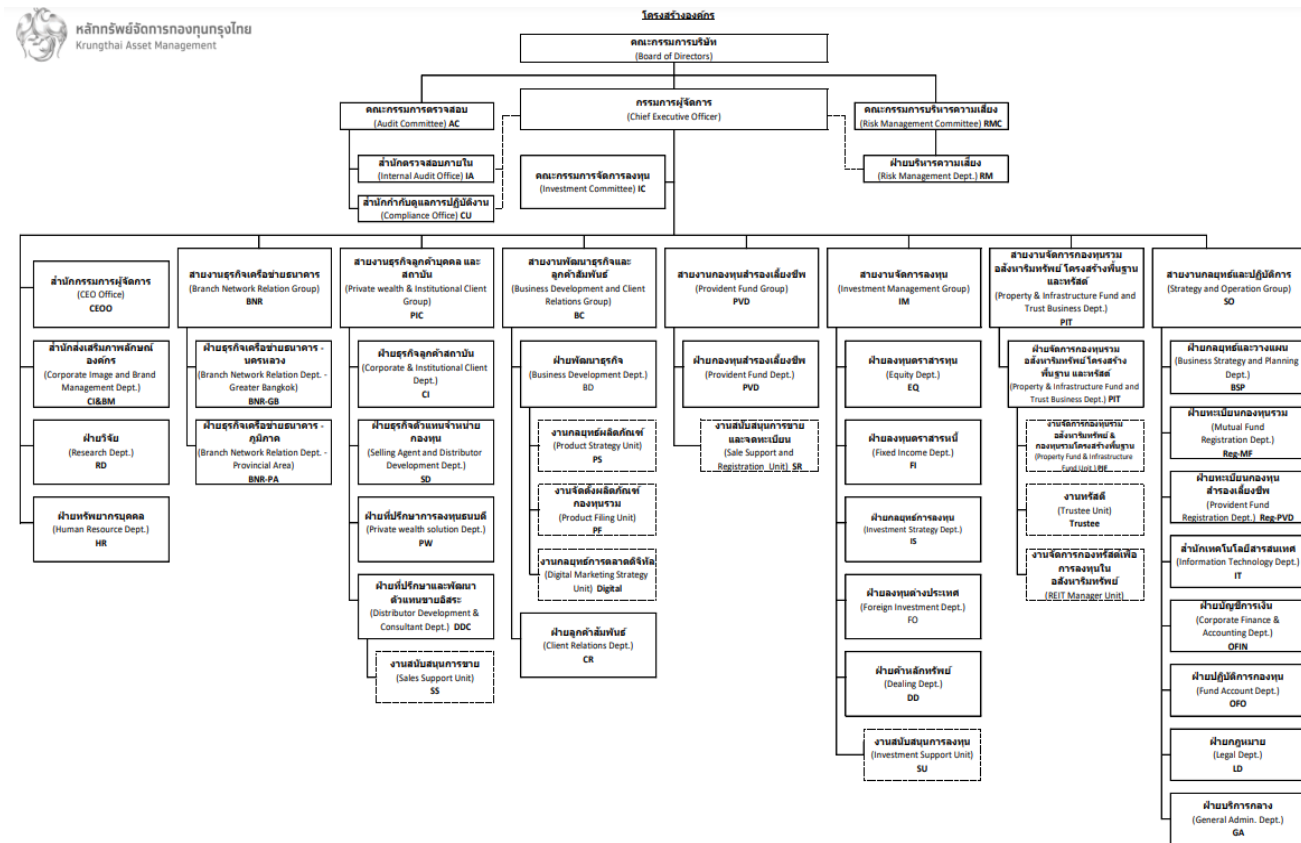 หลักทรัพย์จัดการกองทุนกรุงไทย
Krungthai Asset Management
โครงสร้างองค์กร
คณะกรรมการบริษัท
(Board of Directors)
คณะกรรมการตรวจสอบ
(Audit Committee) AC
กรรมการผู้จัดการ
(Chief Executive Officer)
คณะกรรมการบริหารความเสี่ยง
(Risk Management Committee) RMC
สำนักตรวจสอบภายใน
(Internal Audit Office) IA
คณะกรรมการจัดการลงทุน
(Investment Committee) IC
ฝ่ายบริหารความเสี่ยง
(Risk Management Dept.) RM
สำนักกำกับดูแลการปฏิบัติงาน
(Compliance Office) CU
สำนักกรรมการผู้จัดการ
(CEO Office)
CEOO
สำนักส่งเสริมภาพลักษณ์
องค์กร
(Corporate Image and Brand
Management Dept.)
CI&BM
ฝ่ายวิจัย
(Research Dept.)
RD
ฝ่ายทรัพยากรบุคคล
(Human Resource Dept.)
HR
สายงานธุรกิจเครือข่ายธนาคาร
(Branch Network Relation Group)
BNR
ฝ่ายธุรกิจเครือข่ายธนาคาร -
นครหลวง
(Branch Network Relation Dept. -
Greater Bangkok)
BNR-GB
ฝ่ายธุรกิจเครือข่ายธนาคาร -
ภูมิภาค
(Branch Network Relation Dept. -
Provincial Area)
BNR-PA
สายงานธุรกิจลูกค้าบุคคล และ
สถาบัน
(Private wealth & Institutional Client
Group)
PIC
ฝ่ายธุรกิจลูกค้าสถาบัน
(Corporate & Institutional Client
Dept.)
CI
ฝ่ายธุรกิจตัวแทนจำหน่าย
กองทุน
(Selling Agent and Distributor
Development Dept.)
SD
ฝ่ายที่ปรึกษาการลงทุนธนบดี
(Private wealth solution Dept.)
PW
ฝ่ายที่ปรึกษาและพัฒนา
ตัวแทนขายอิสระ
(Distributor Development &
Consultant Dept.) DDC
งานสนับสนุนการขาย
(Sales Support Unit)
SS
สายงานพัฒนาธุรกิจและ
ลูกค้าสัมพันธ์
(Business Development and Client
Relations Group)
BC
ฝ่ายพัฒนาธุรกิจ
(Business Development Dept.)
BD
งานกลยุทธ์ผลิตภัณฑ์
(Product Strategy Unit)
PS
งานจัดตั้งผลิตภัณฑ์
กองทุนรวม
(Product Filing Unit)
PF
งานกลยุทธ์การตลาดดิจิทัล
(Digital Marketing Strategy
Unit) Digital
ฝ่ายลูกค้าสัมพันธ์
(Client Relations Dept.)
CR
สายงานกองทุนสำรองเลี้ยงชีพ
(Provident Fund Group)
PVD
ฝ่ายกองทุนสำรองเลี้ยงชีพ
(Provident Fund Dept.)
PVD
งานสนับสนุนการขาย
และจดทะเบียน
(Sale Support and
Registration Unit) SR
สายงานจัดการลงทุน
(Investment Management Group)
IM
ฝ่ายลงทุนตราสารทุน
(Equity Dept.)
EQ
ฝ่ายลงทุนตราสารหนี้
(Fixed Income Dept.)
FI
ฝ่ายกลยุทธ์การลงทุน
(Investment Strategy Dept.)
IS
ฝ่ายลงทุนต่างประเทศ
(Foreign Investment Dept.)
FO
ฝ่ายค้าหลักทรัพย์
(Dealing Dept.)
DD
งานสนับสนุนการลงทุน
(Investment Support Unit)
SU
สายงานจัดการกองทุนรวม
อสังหาริมทรัพย์ โครงสร้างพื้นฐาน
และทรัสต์
(Property & Infrastructure Fund and
Trust Business Dept.)
PIT
ฝ่ายจัดการกองทุนรวม
อสังหาริมทรัพย์ โครงสร้าง
พื้นฐาน และทรัสต์
(Property & Infrastructure Fund and
Trust Business Dept.) PIT
งานจัดการกองทุนรวม
อสังหาริมทรัพย์ &
กองทุนรวมโครงสร้างพื้นฐาน
(Property Fund & Infrastructure
Fund Unit ) PIF
งานทรัสตี
(Trustee Unit)
Trustee
งานจัดการกองทรัสต์เพื่อ
การลงทุนใน
อสังหาริมทรัพย์
(REIT Manager Unit)
สายงานกลยุทธ์และปฏิบัติการ
(Strategy and Operation Group)
SO
ฝ่ายกลยุทธ์และวางแผน
(Business Strategy and Planning
Dept.)
BSP
ฝ่ายทะเบียนกองทุนรวม
(Mutual Fund
Registration Dept.)
Reg-MF
ฝ่ายทะเบียนกองทุน
สำรองเลี้ยงชีพ
(Provident Fund
Registration Dept.) Reg-PVD
สำนักเทคโนโลยีสารสนเทศ
(Information Technology Dept.)
IT
ฝ่ายบัญชีการเงิน
(Corporate Finance &
Accounting Dept.)
OFIN
ฝ่ายปฏิบัติการกองทุน
(Fund Account Dept.)
OFO
ฝ่ายกฎหมาย
(Legal Dept.)
LD
ฝ่ายบริการกลาง
(General Admin. Dept.)
GA